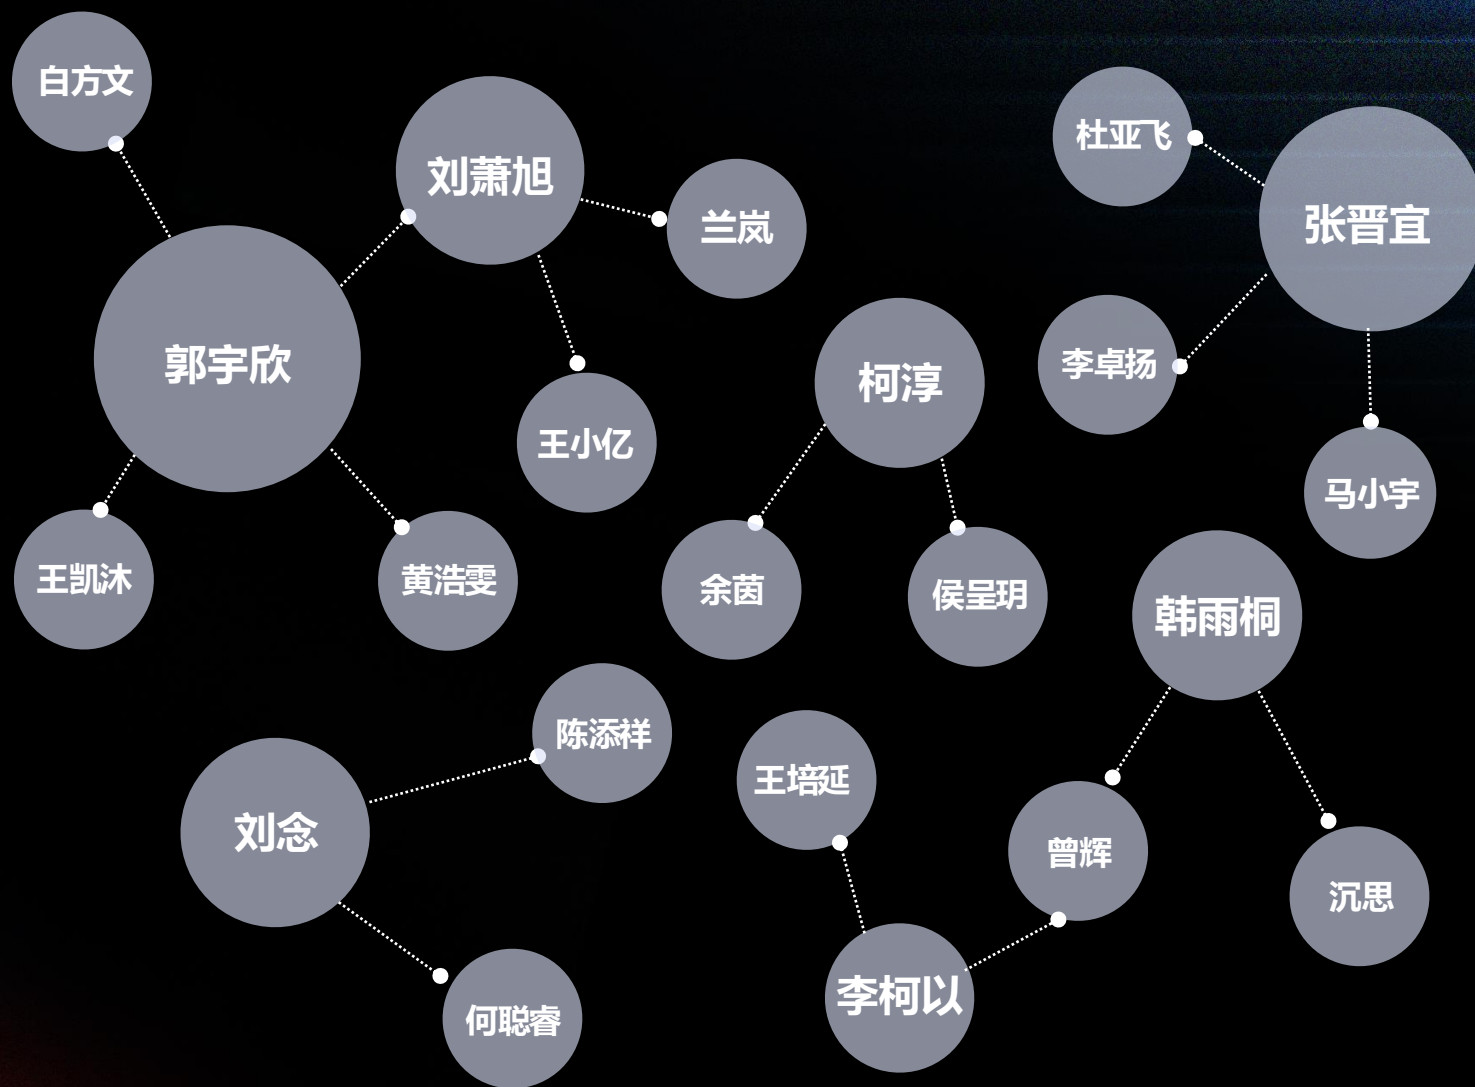 白方文
刘萧旭
兰岚
杜亚飞
张晋宜
郭宇欣
柯淳
李卓扬
王小亿
马小宇
王凯沐
黄浩雯
余茵
侯呈玥
韩雨桐
陈添祥
刘念
王培延
曾辉
沉思
李柯以
何聪睿